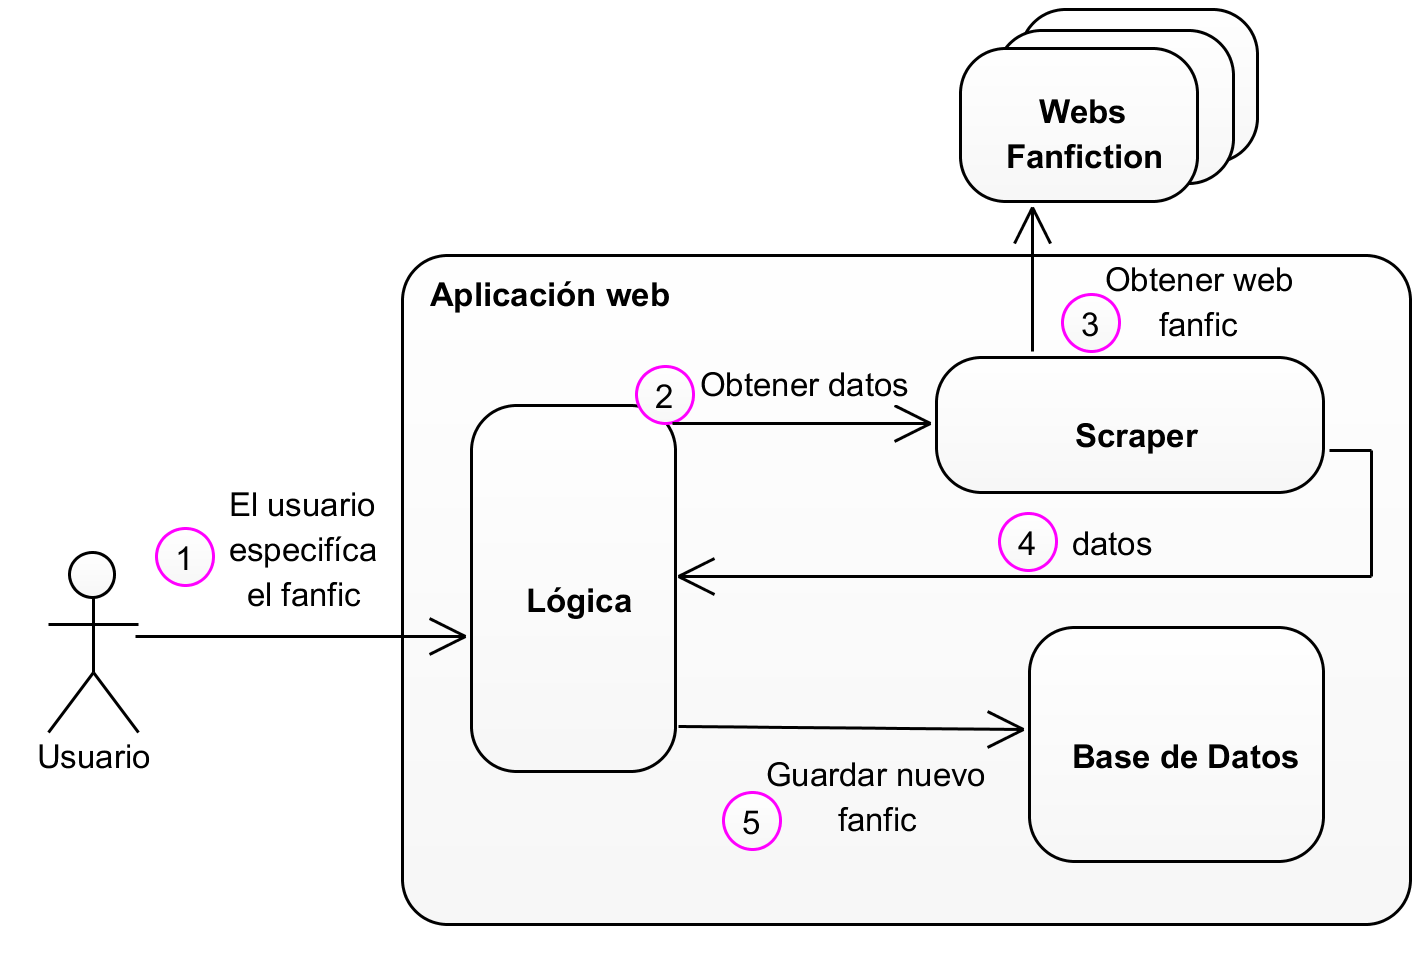 Webs
Fanfiction
Aplicación web
Obtener web
3 fanfic
2 Obtener datos
Scraper
El usuario
1 especifíca
el fanfic
4 datos
Lógica
Usuario
Base de Datos
Guardar nuevo
5 fanfic